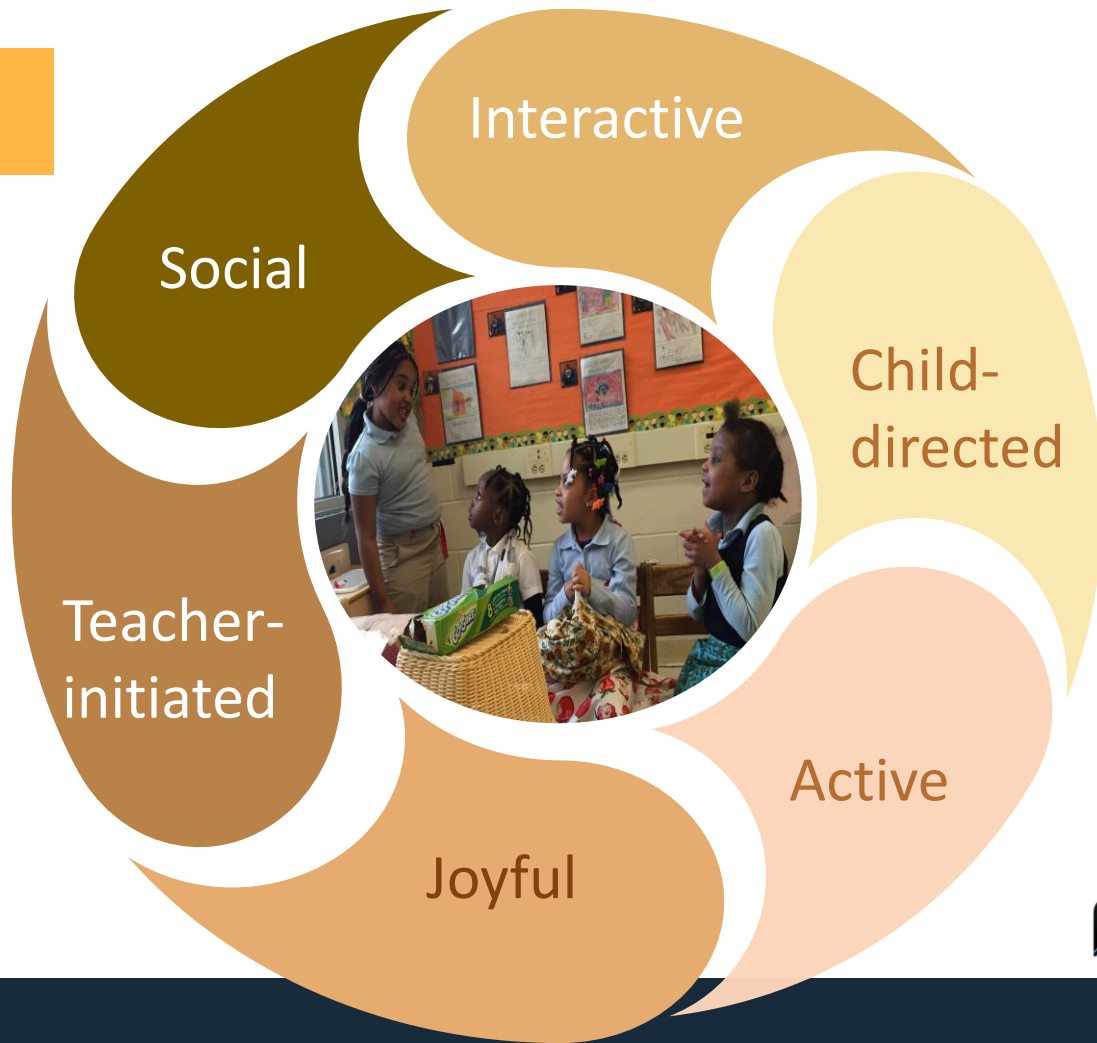 Interactive
Social
Child-
directed
Teacher-
initiated
Active
Joyful